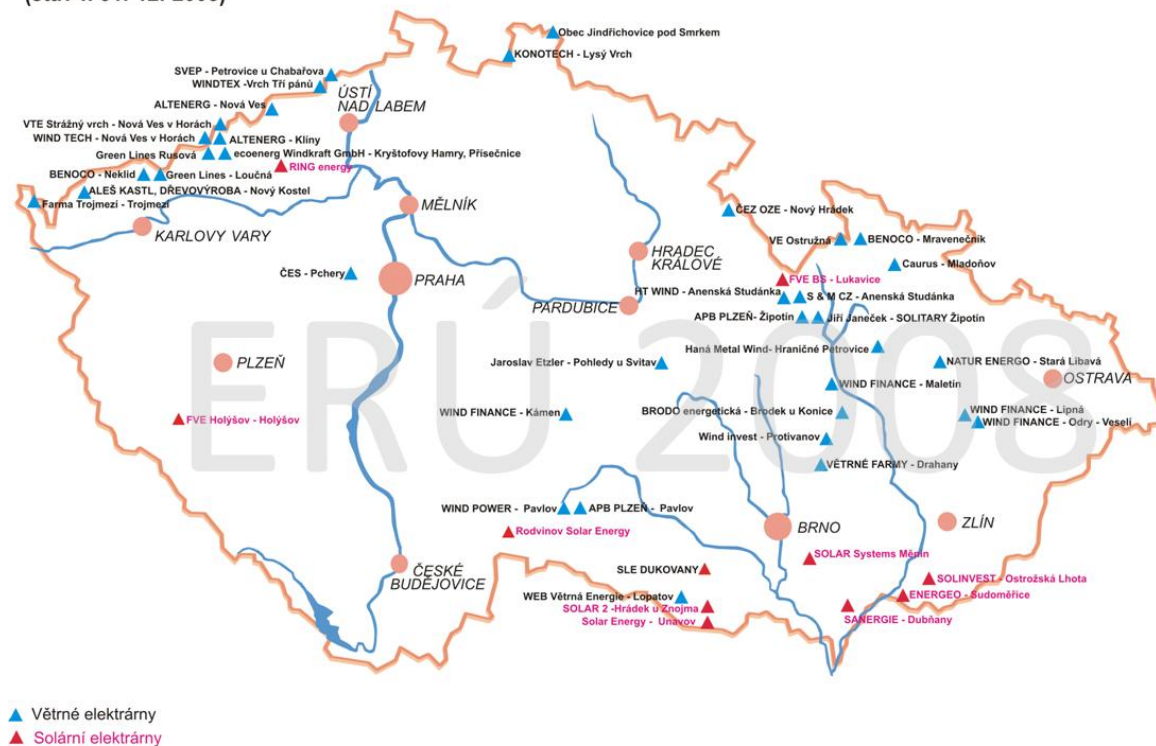 Obec Jindřichovice pod Smrkem
KONOTECH - Lysý Vrch
SVEP - Petrovice u Chabařova
WINDTEX -Vrch Tří pánů
ÚSTÍ
NAD LABEM
ALTENERG - Nová Ves
VTE Strážný vrch - Nová Ves v Horách
WIND TECH - Nová Ves v Horách
ALTENERG - Klíny
Green Lines Rusová
ecoenerg Windkraft GmbH - Kryštofovy Hamry, Přísečnice
RING energy
BENOCO - Neklid
Green Lines - Loučná
ALEŠ KASTL, DŘEVOVÝROBA - Nový Kostel
Farma Trojmezí - Trojmezí
MĚLNÍK
KARLOVY VARY
ČEZ OZE - Nový Hrádek
VE Ostružná
BENOCO - Mravenečník
HRADEC
KRÁLOVÉ
Caurus - Mladoňov
ČES - Pchery
PRAHA
FVE BS - Lukavice
HT WIND - Anenská Studánka
S & M CZ - Anenská Studánka
PARDUBICE
APB PLZEŇ- Žipotín
Jiří Janeček - SOLITARY Žipotín
ERÚ 2008
Haná Metal Wind- Hraničné Petrovice
PLZEŇ
Jaroslav Etzler - Pohledy u Svitav
NATUR ENERGO - Stará Libavá
OSTRAVA
WIND FINANCE - Maletín
FVE Holýšov - Holýšov
WIND FINANCE - Kámen
BRODO energetická - Brodek u Konice
WIND FINANCE - Lipná
WIND FINANCE - Odry - Veselí
Wind invest - Protivanov
VĚTRNÉ FARMY - Drahany
WIND POWER - Pavlov
APB PLZEŇ - Pavlov
Rodvinov Solar Energy
BRNO
ZLÍN
SOLAR Systems Měnín
ČESKÉ
BUDĚJOVICE
SLE DUKOVANY
SOLINVEST - Ostrožská Lhota
WEB Větrná Energie - Lopatov
ENERGEO - Sudoměřice
SOLAR 2 -Hrádek u Znojma
SANERGIE - Dubňany
Solar Energy - Unavov
Větrné elektrárny
Solární elektrárny